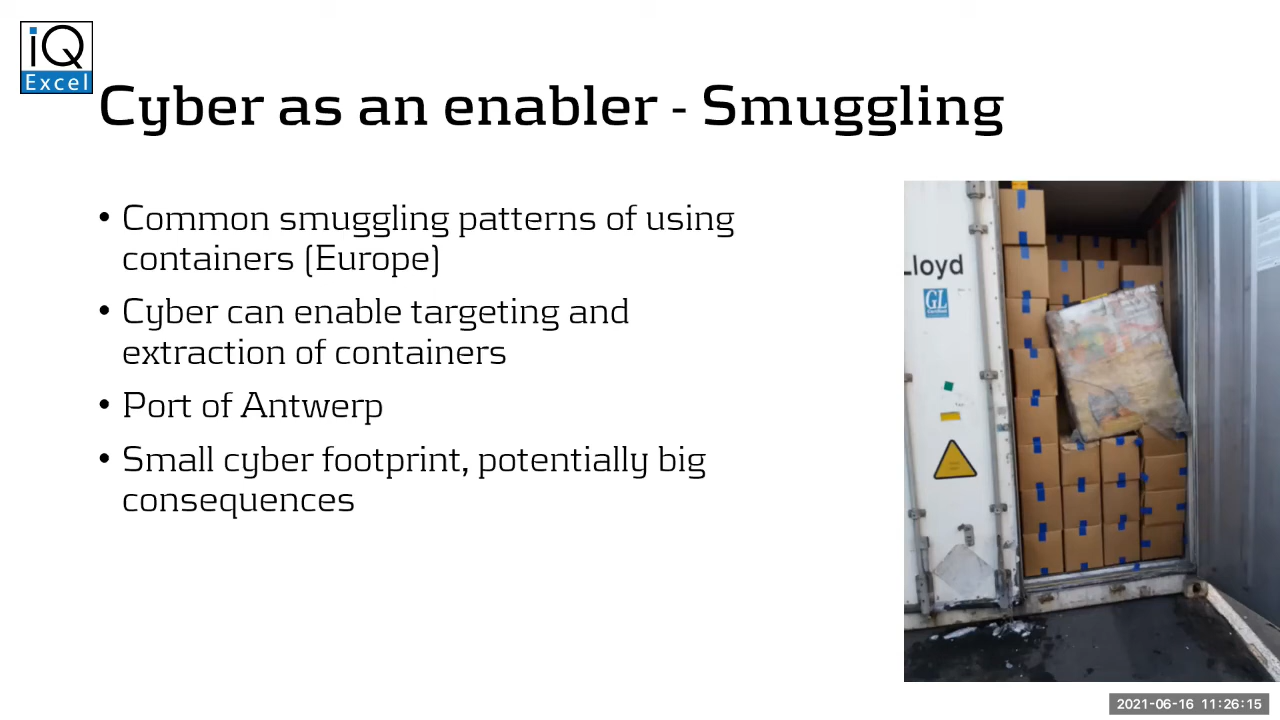 iQ
Excel
Cyber as an enabler - Smuggling
• Common smuggling patterns of using
containers (Europe)
• Cyber can enable targeting and
extraction of containers
• Port of Antwerp
• Small cyber footprint, potentially big
consequences
Lloyd
GL
2021-06-16 11:26:15